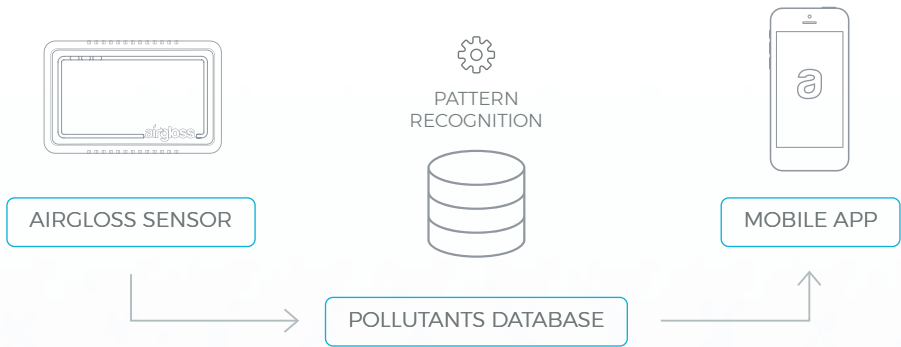 airgloss
PATTERN
RECOGNITION
a
AIRGLOSS SENSOR
MOBILE APP
POLLUTANTS DATABASE